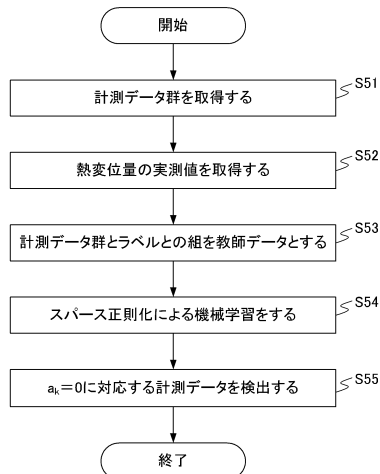 開始
計測データ群を取得する
S51
熱変位量の実測値を取得する
S52
計測データ群とラベルとの組を教師データとする
S53
スパース正則化による機械学習をする
S54
aₖ=0に対応する計測データを検出する
S55
終了